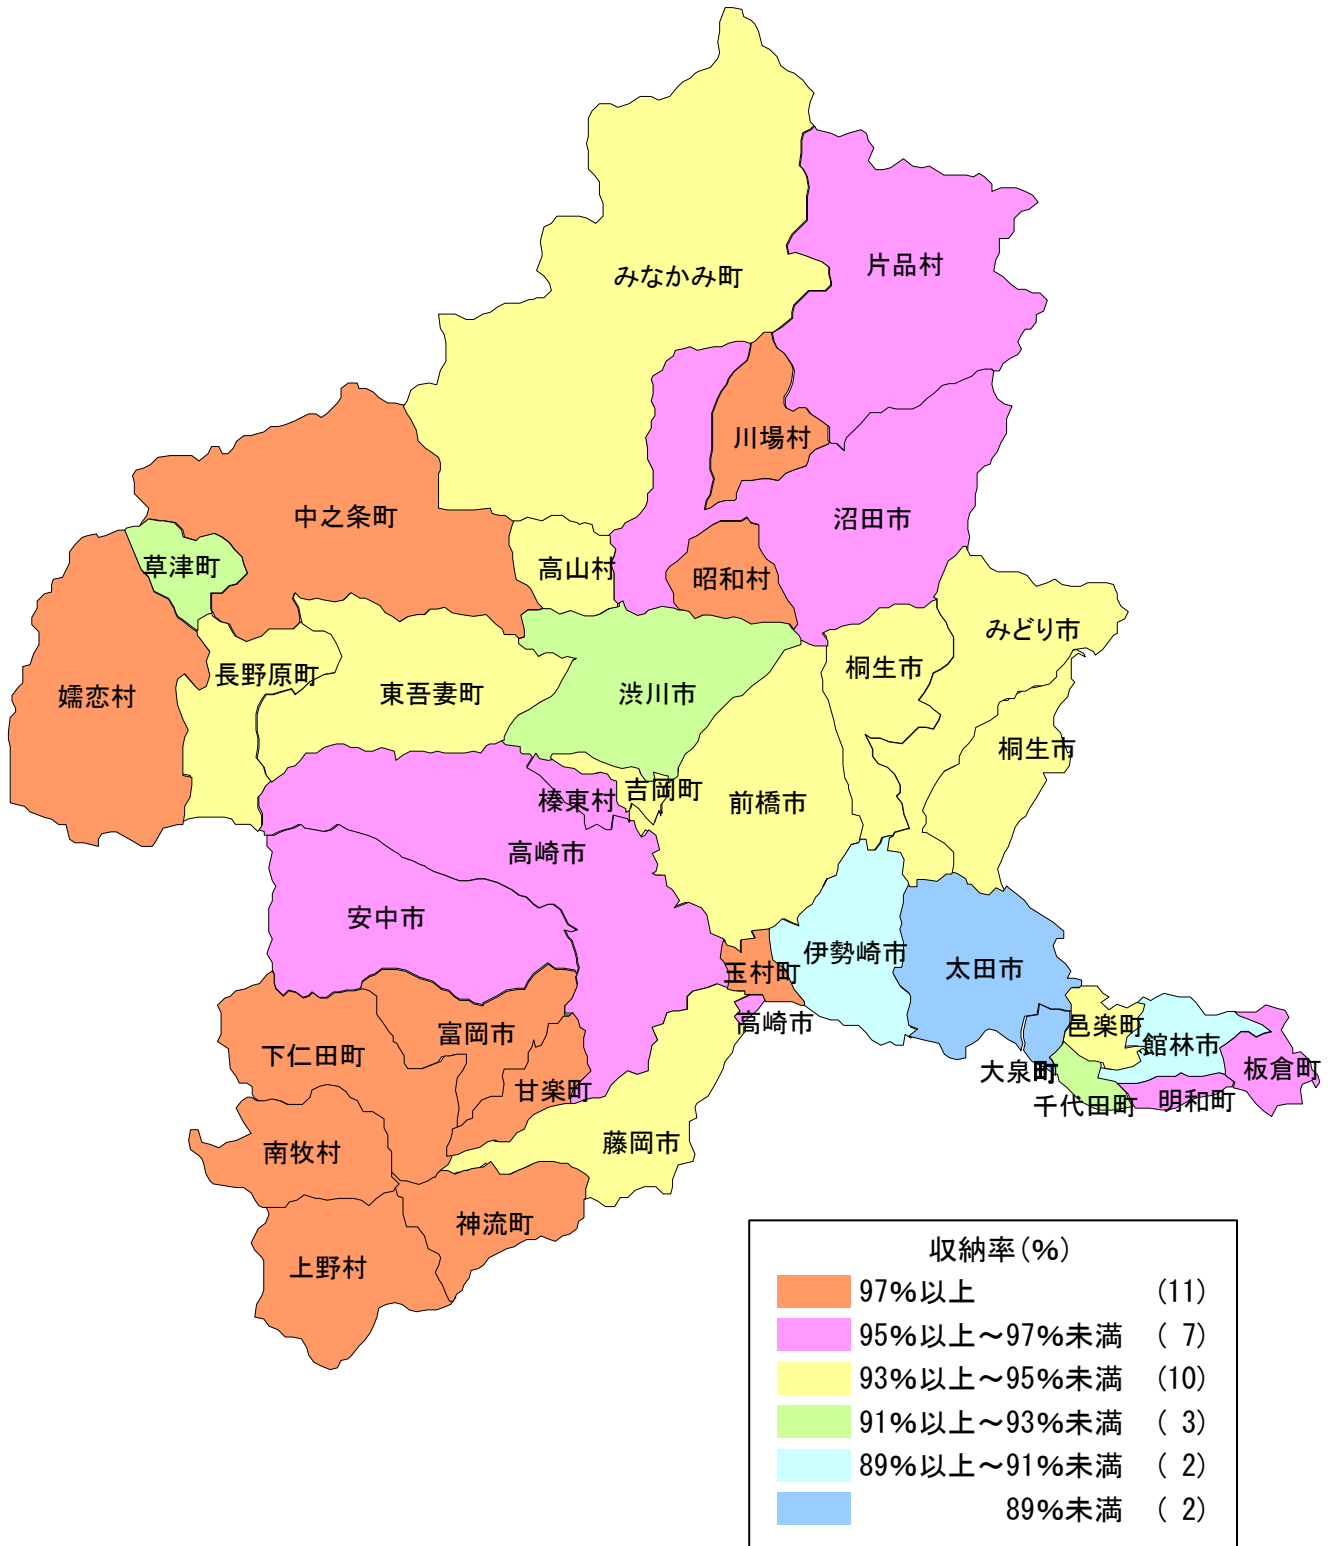 みなかみ町
片品村
川場村
中之条町
沼田市
草津町
高山村
昭和村
みどり市
長野原町
桐生市
嬬恋村
東吾妻町
渋川市
桐生市
吉岡町
榛東村
前橋市
高崎市
安中市
伊勢崎市
太田市
玉村町
高崎市
邑楽町
富岡市
館林市
下仁田町
大泉町
板倉町
甘楽町
千代田町
明和町
南牧村
藤岡市
神流町
上野村
収納率(%)
97%以上 (11)
95%以上～97%未満 ( 7)
93%以上～95%未満 (10)
91%以上～93%未満 ( 3)
89%以上～91%未満 ( 2)
89%未満 ( 2)